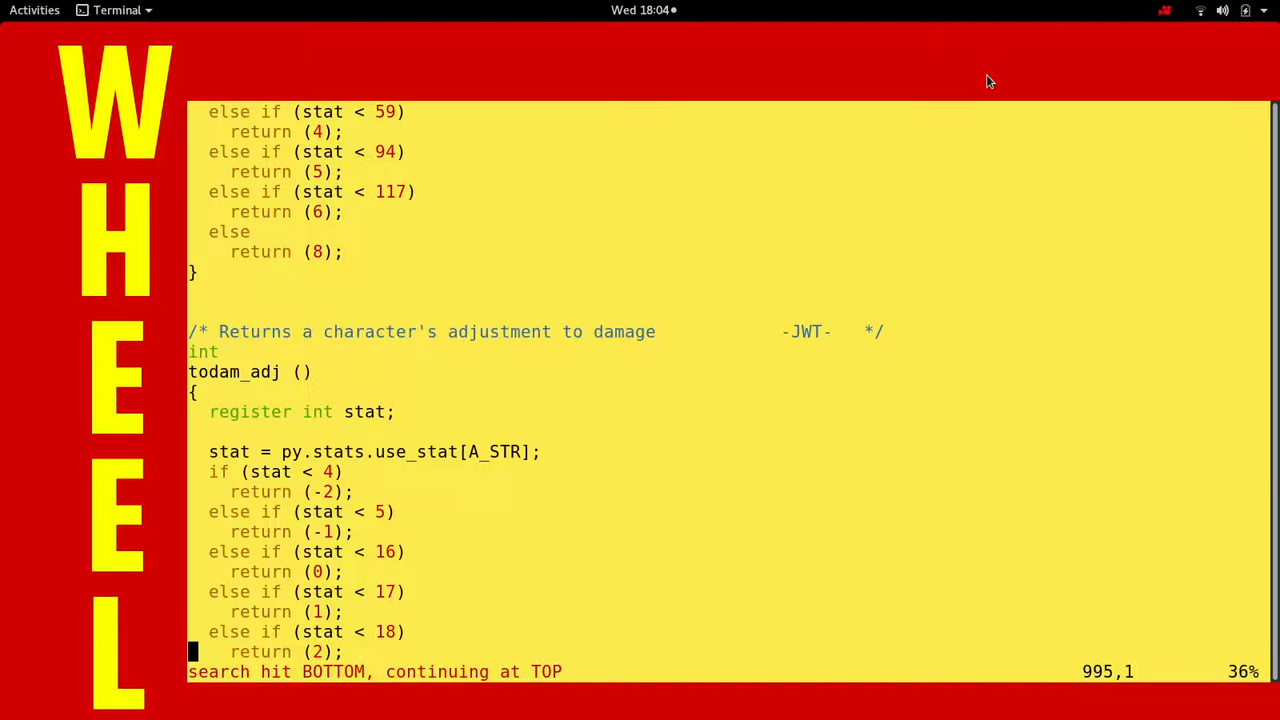 Activities Terminal Wed 18:04
WHEEL
else if (stat < 59)
return (4);
else if (stat < 94)
return (5);
else if (stat < 117)
return (6);
else
return (8);
}
/* Returns a character's adjustment to damage -JWT- */
int
todam_adj ()
{
register int stat;
stat = py.stats.use_stat[A_STR];
if (stat < 4)
return (-2);
else if (stat < 5)
return (-1);
else if (stat < 16)
return (0);
else if (stat < 17)
return (1);
else if (stat < 18)
return (2);
search hit BOTTOM, continuing at TOP 995,1 36%